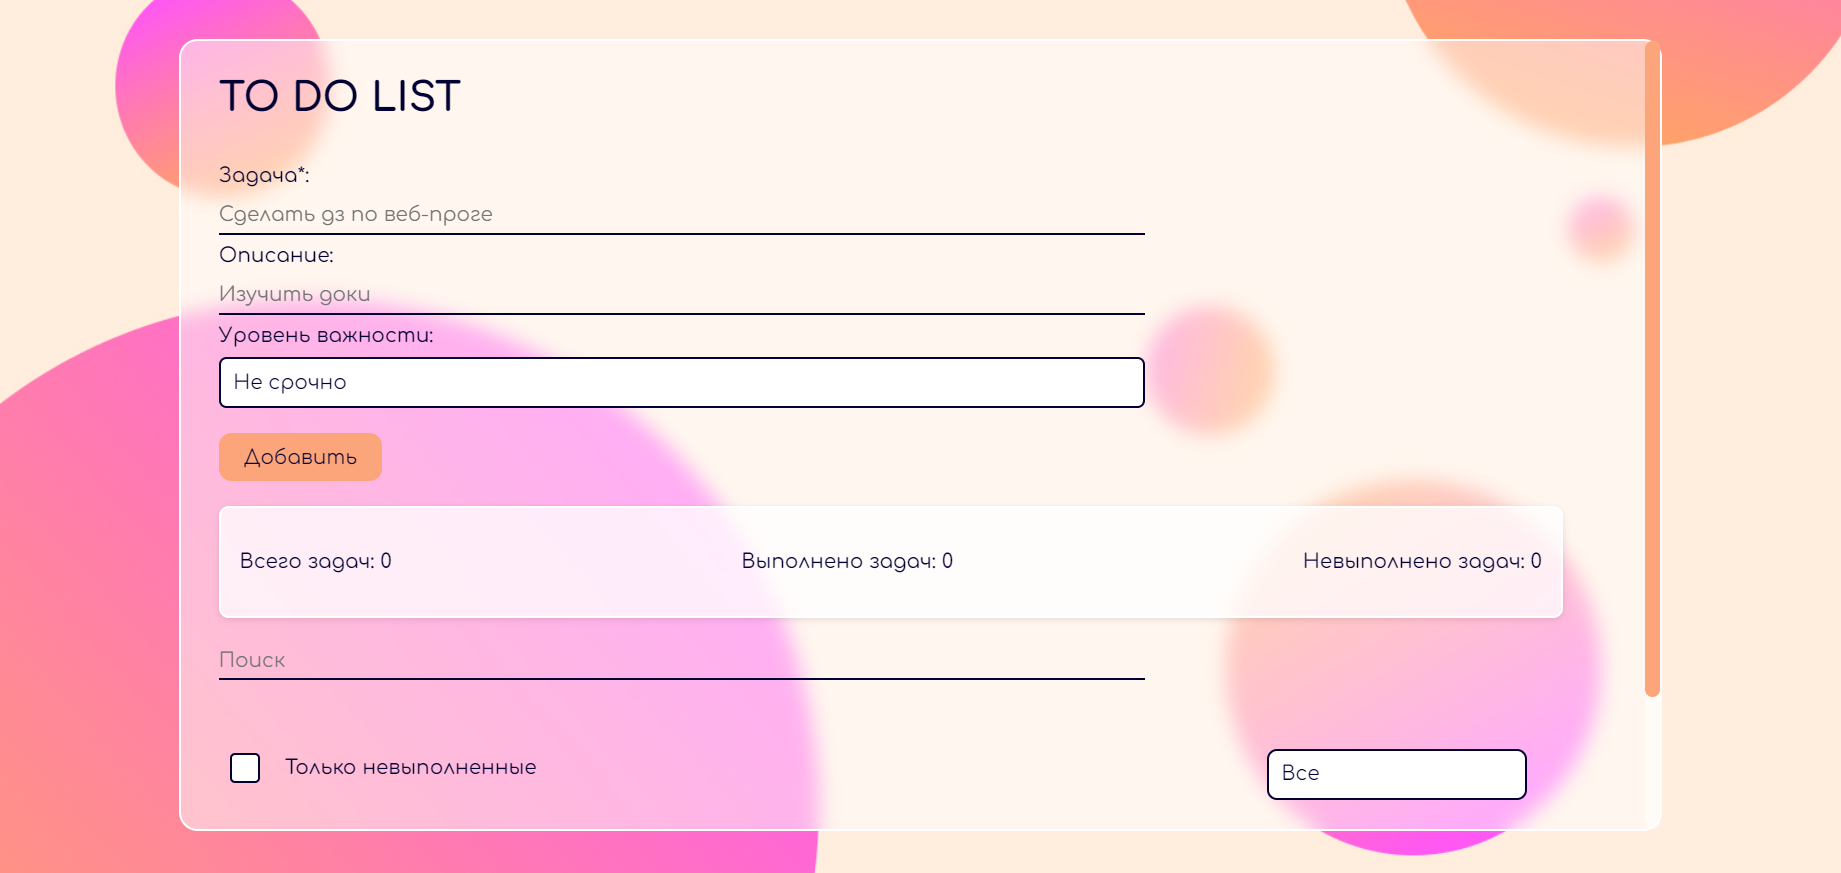 TO DO LIST
Задача*:
Сделать дз по веб-проге
Описание:
Изучить доки
Уровень важности:
Не срочно
Добавить
Всего задач: 0
Выполнено задач: 0
Невыполнено задач: 0
Поиск
Только невыполненные
Все